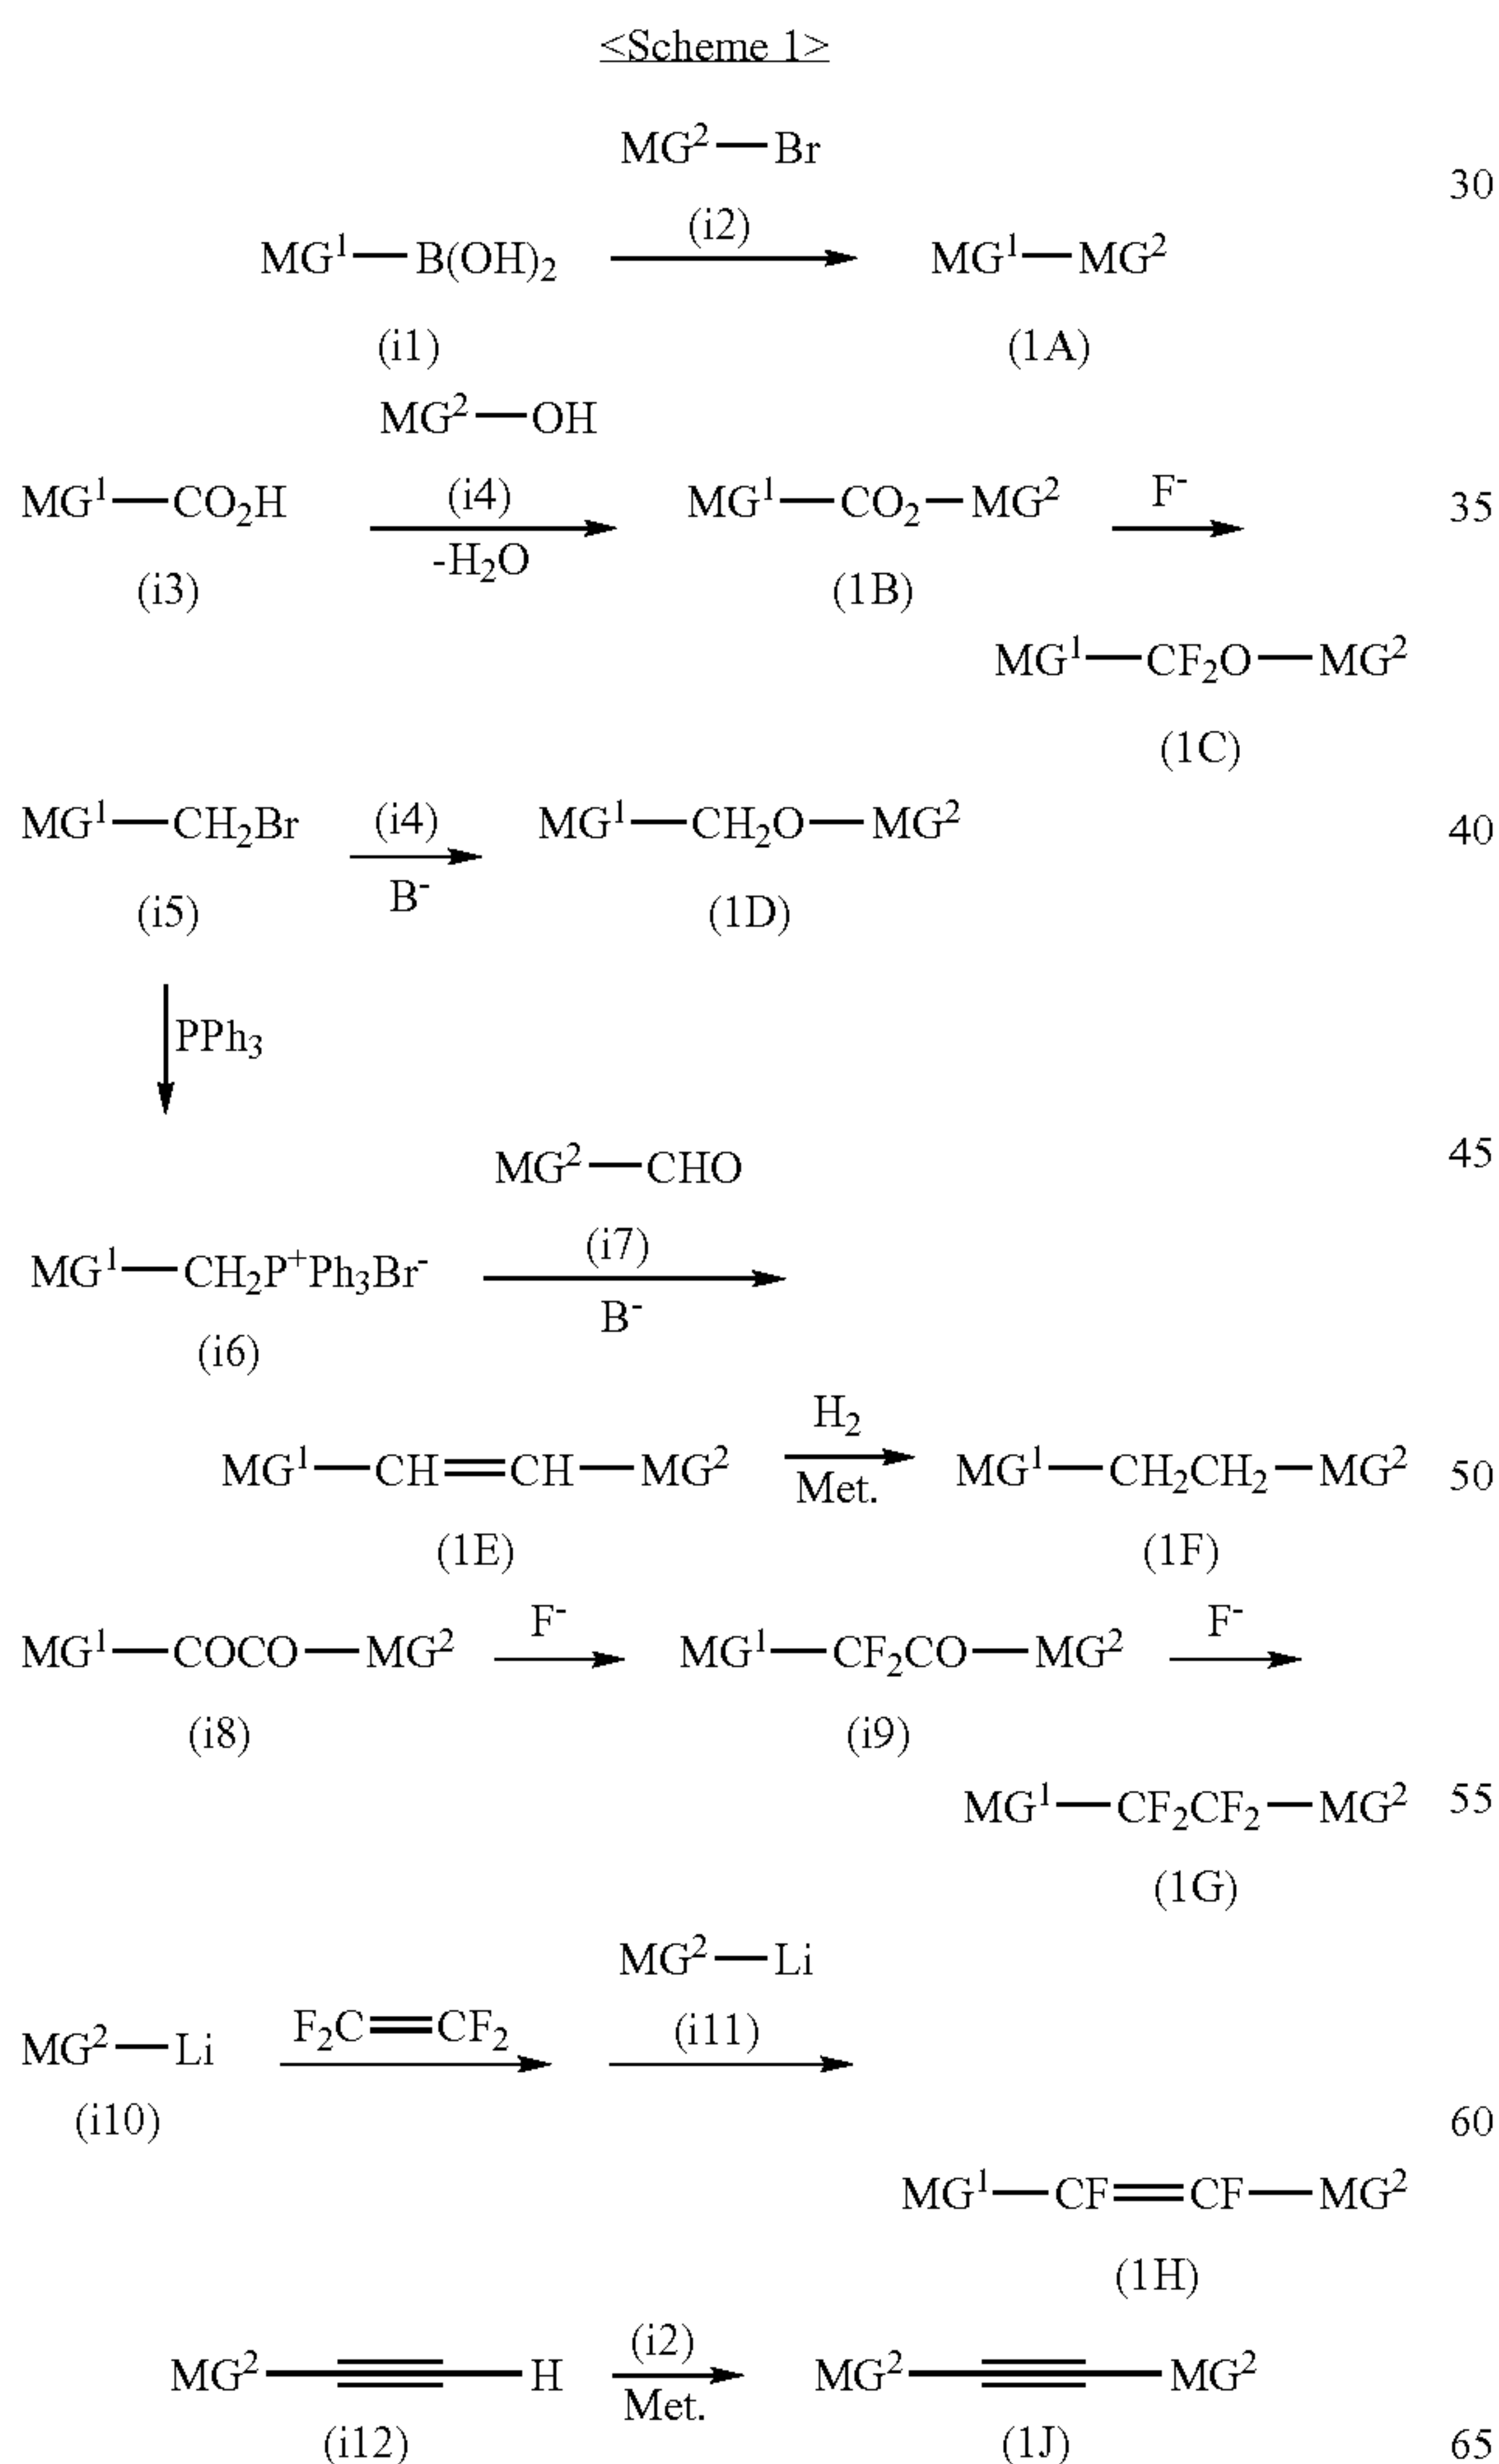 <Scheme 1>
MG²—Br
30
(i2)
MG¹—B(OH)₂ MG¹—MG²
(i1) (1A)
MG²—OH
MG¹—CO₂H (i4) MG¹—CO₂—MG² F⁻ 35
-H₂O
(i3) (1B)
MG¹—CF₂O—MG²
(1C)
MG¹—CH₂Br (i4) MG¹—CH₂O—MG² 40
B⁻
(i5) (1D)
PPh₃
MG²—CHO 45
(i7)
MG¹—CH₂P⁺Ph₃Br⁻
B⁻
(i6)
H₂
MG¹—CH=CH—MG² MG¹—CH₂CH₂—MG² 50
Met.
(1E) (1F)
MG¹—COCO—MG² F⁻ MG¹—CF₂CO—MG² F⁻
(i8) (i9)
MG¹—CF₂CF₂—MG² 55
(1G)
MG²—Li
MG²—Li F₂C=CF₂ (i11)
(i10) 60
MG¹—CF=CF—MG²
(1H)
MG²—≡—H (i2) MG²—≡—MG²
Met.
(i12) (1J) 65